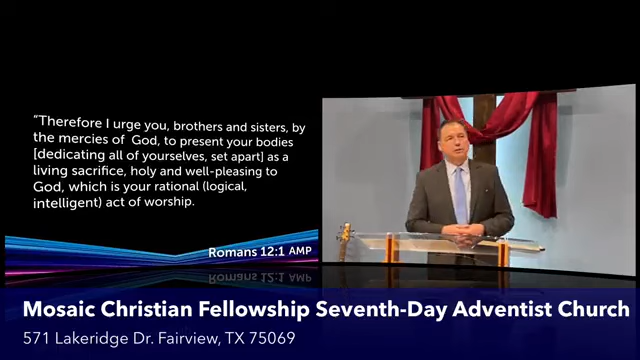 “Therefore I urge you, brothers and sisters, by
the mercies of God, to present your bodies
[dedicating all of yourselves, set apart] as a
living sacrifice, holy and well-pleasing to
God, which is your rational (logical,
intelligent) act of worship.
Romans 12:1 AMP
Mosaic Christian Fellowship Seventh-Day Adventist Church
571 Lakeridge Dr. Fairview, TX 75069